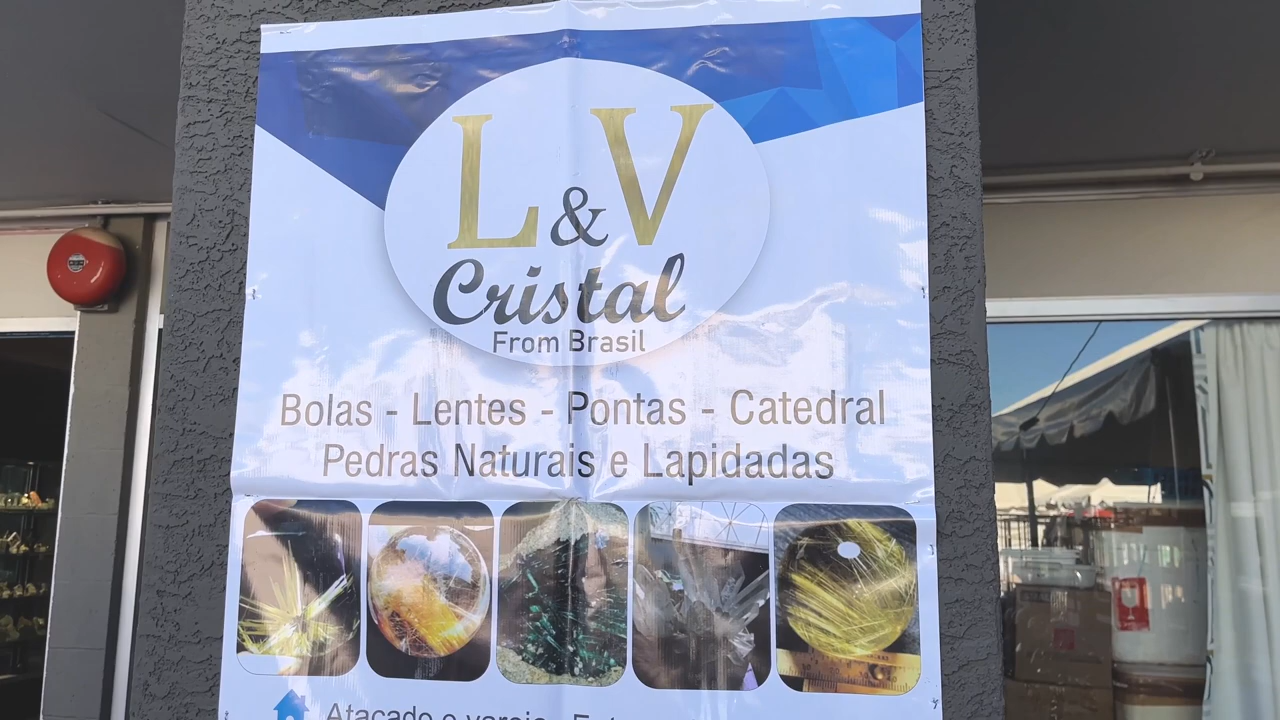 L & V
Cristal
From Brasil
Bolas - Lentes - Pontas - Catedral
Pedras Naturais e Lapidadas
Atacado e varejo